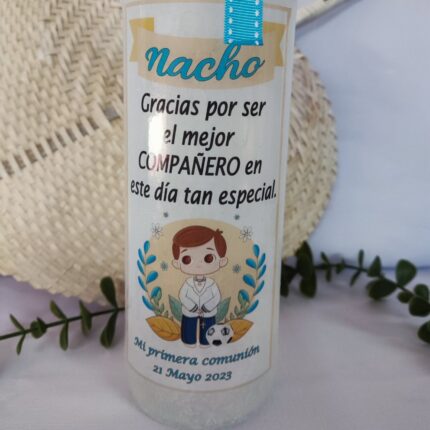 nacho
Gracias por ser
el mejor
COMPAÑERO en
este día tan especial.
Mi primera comunión
21 Mayo 2023